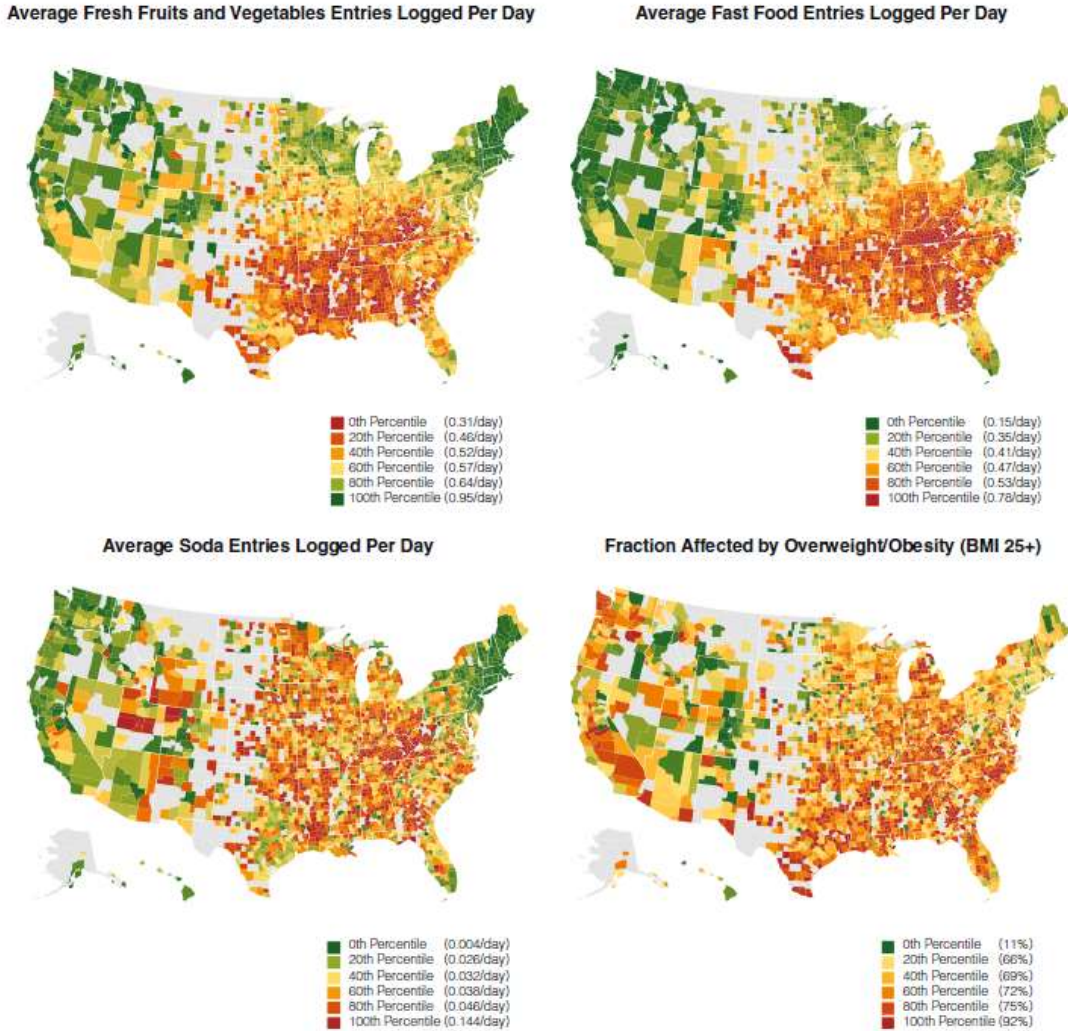 Average Fresh Fruits and Vegetables Entries Logged Per Day
0th Percentile (0.31/day)
20th Percentile (0.46/day)
40th Percentile (0.52/day)
60th Percentile (0.57/day)
80th Percentile (0.64/day)
100th Percentile (0.95/day)
Average Fast Food Entries Logged Per Day
0th Percentile (0.15/day)
20th Percentile (0.35/day)
40th Percentile (0.41/day)
60th Percentile (0.47/day)
80th Percentile (0.53/day)
100th Percentile (0.78/day)
Average Soda Entries Logged Per Day
0th Percentile (0.004/day)
20th Percentile (0.026/day)
40th Percentile (0.032/day)
60th Percentile (0.038/day)
80th Percentile (0.046/day)
100th Percentile (0.144/day)
Fraction Affected by Overweight/Obesity (BMI 25+)
0th Percentile (11%)
20th Percentile (66%)
40th Percentile (69%)
60th Percentile (72%)
80th Percentile (75%)
100th Percentile (92%)